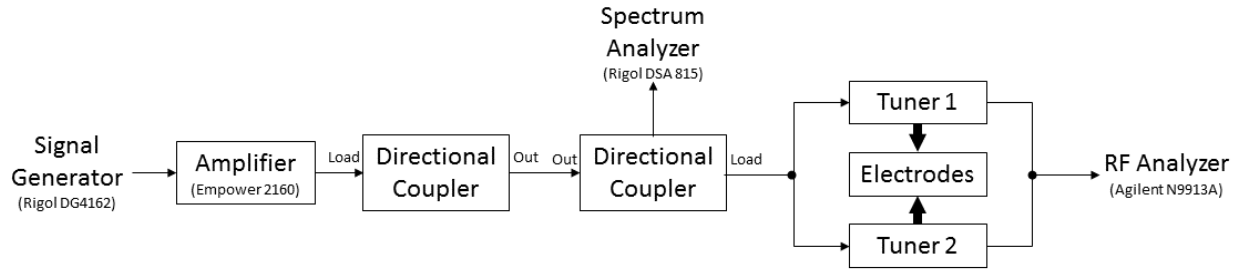 Spectrum
Analyzer
(Rigol DSA 815)
Signal
Generator
(Rigol DG4162)
Amplifier
(Empower 2160)
Load
Directional
Coupler
Out
Out
Directional
Coupler
Load
Tuner 1
Electrodes
Tuner 2
RF Analyzer
(Agilent N9913A)